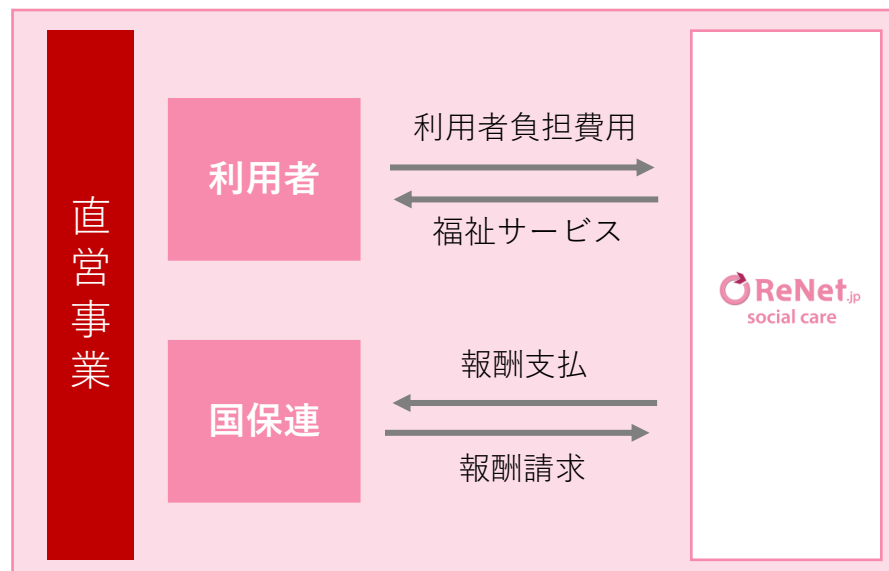 直営事業
利用者
利用者負担費用
福祉サービス
ReNet.jp
social care
国保連
報酬支払
報酬請求